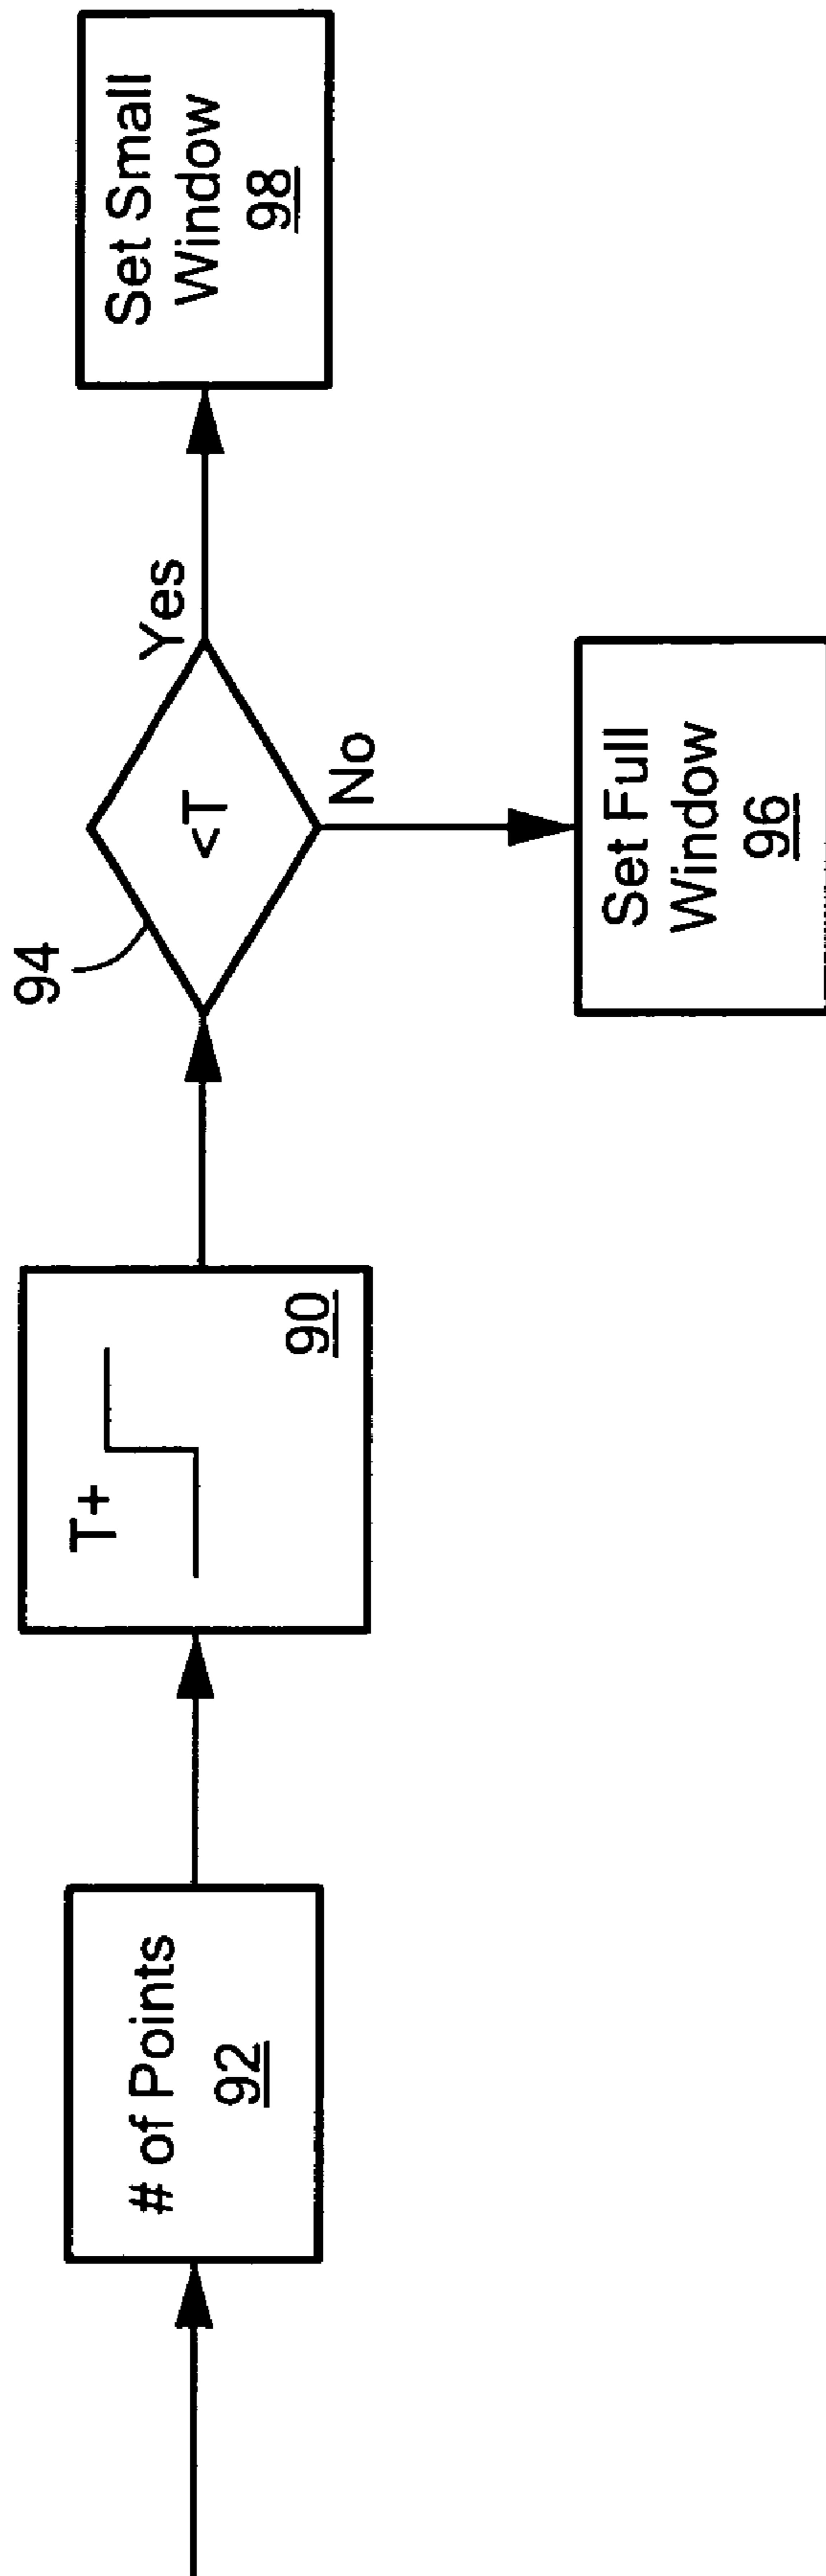 # of Points
92
T+
90
94
<T
Yes
No
Set Small
Window
98
Set Full
Window
96